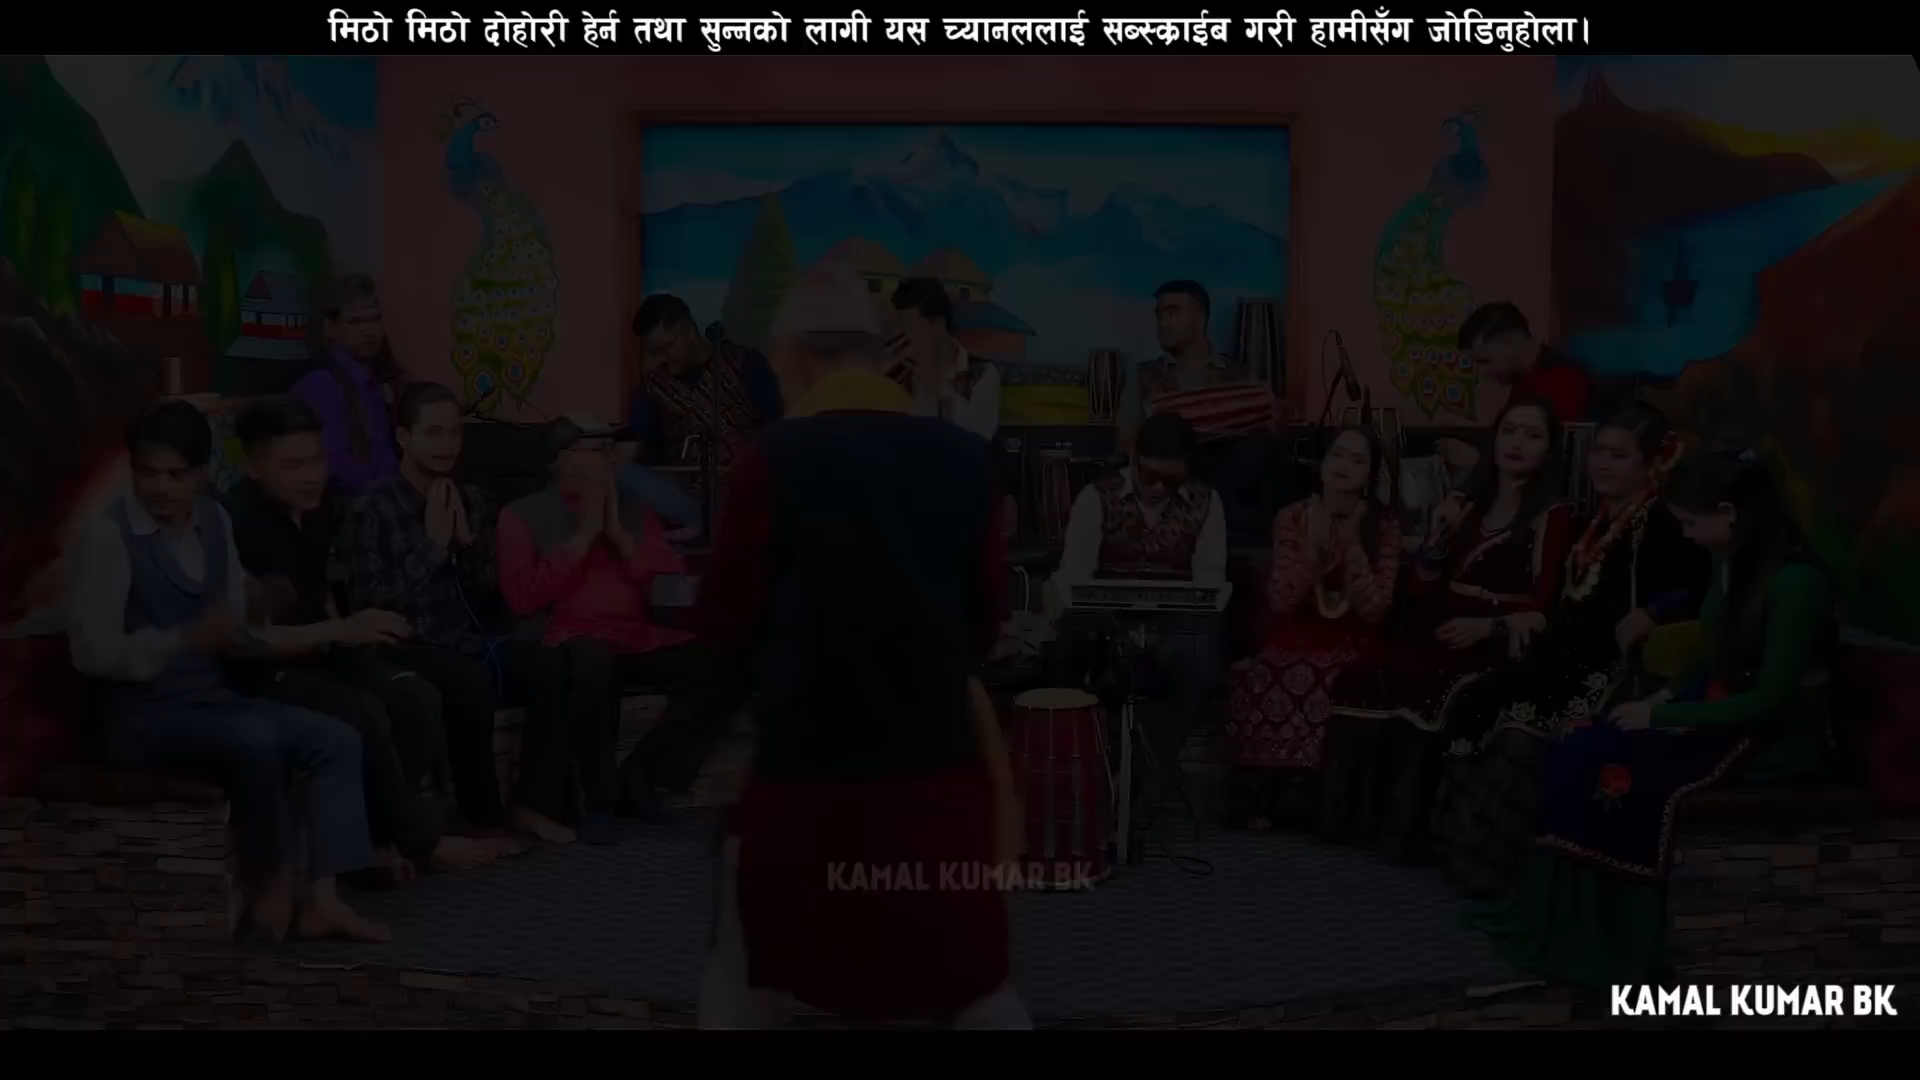 मिठो मिठो दोहोरी हेर्न तथा सुन्नको लागी यस च्यानललाई सब्स्क्राईब गरी हामीसँग जोडिनुहोला।
KAMAL KUMAR BK
KAMAL KUMAR BK